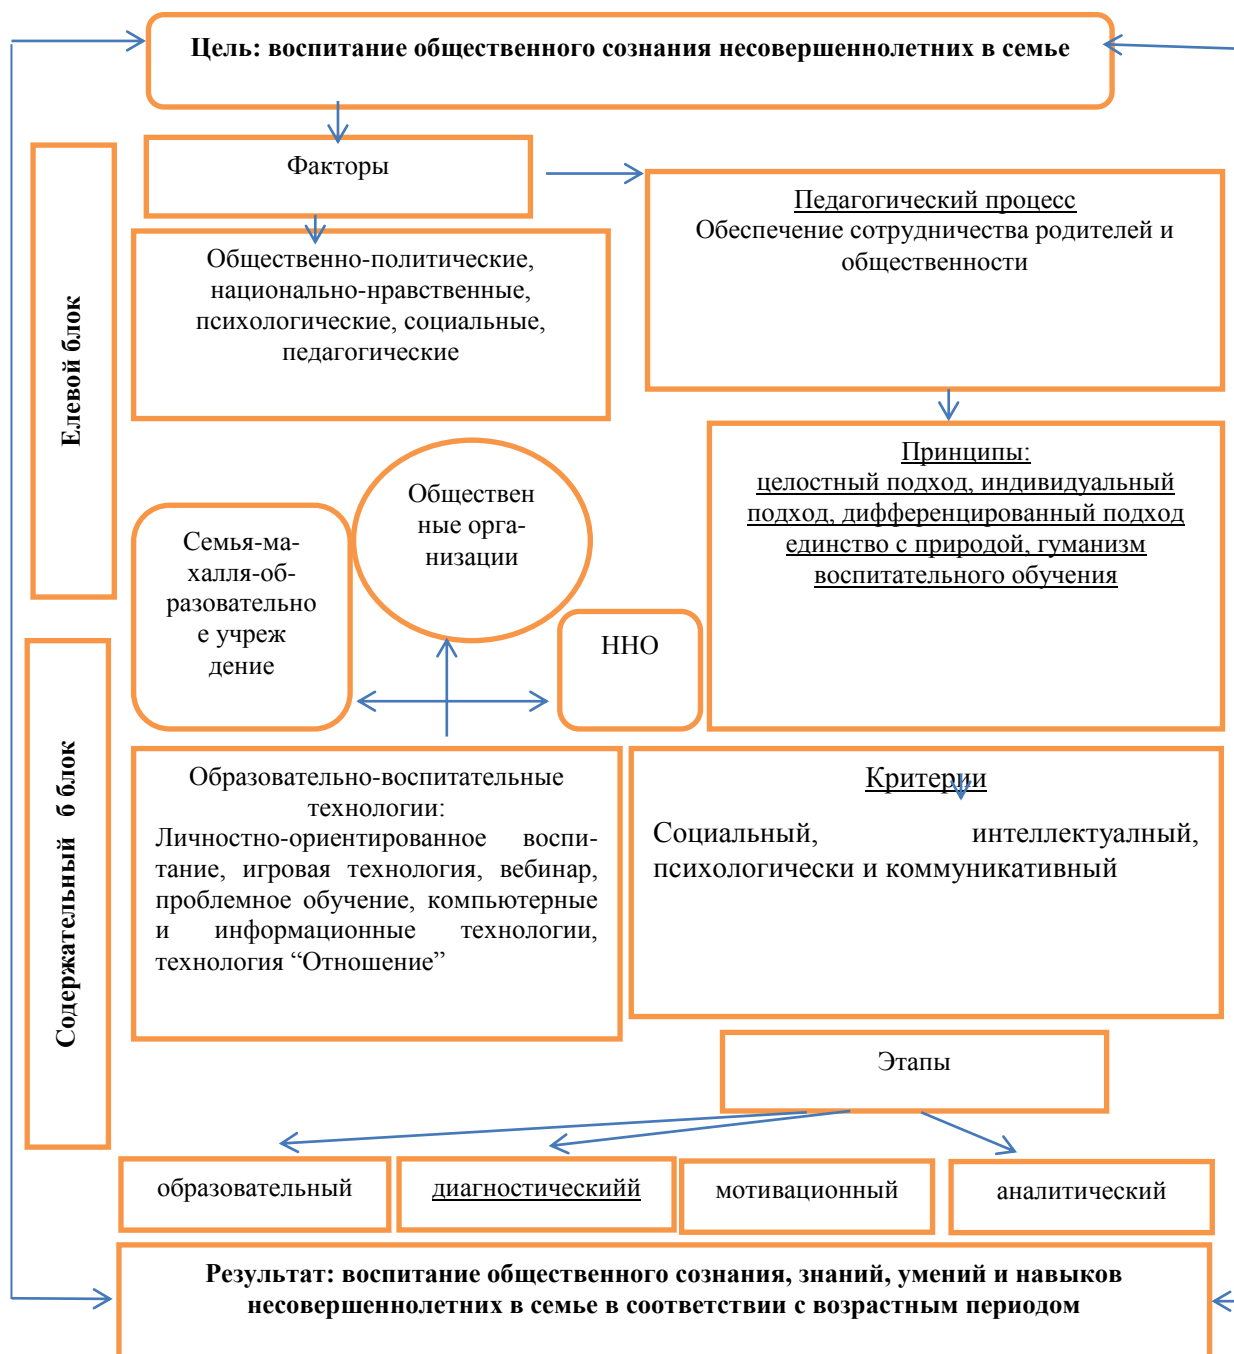 Цель: воспитание общественного сознания несовершеннолетних в семье
Факторы
Педагогический процесс
Обеспечение сотрудничества родителей и
общественности
Общественно-политические,
национально-нравственные,
психологические, социальные,
педагогические
Елевой блок
Принципы:
целостный подход, индивидуальный
подход, дифференцированный подход
единство с природой, гуманизм
воспитательного обучения
Обществен
ные орга-
низации
Семья-ма-
халля-об-
разовательно
е учреж
дение
ННО
Содержательный б блок
Образовательно-воспитательные
технологии:
Личностно-ориентированное воспи-
тание, игровая технология, вебинар,
проблемное обучение, компьютерные
и информационные технологии,
технология “Отношение”
Критерии
Социальный, интеллектуалный,
психологически и коммуникативный
Этапы
образовательный
диагностическийй
мотивационный
аналитический
Результат: воспитание общественного сознания, знаний, умений и навыков
несовершеннолетних в семье в соответствии с возрастным периодом